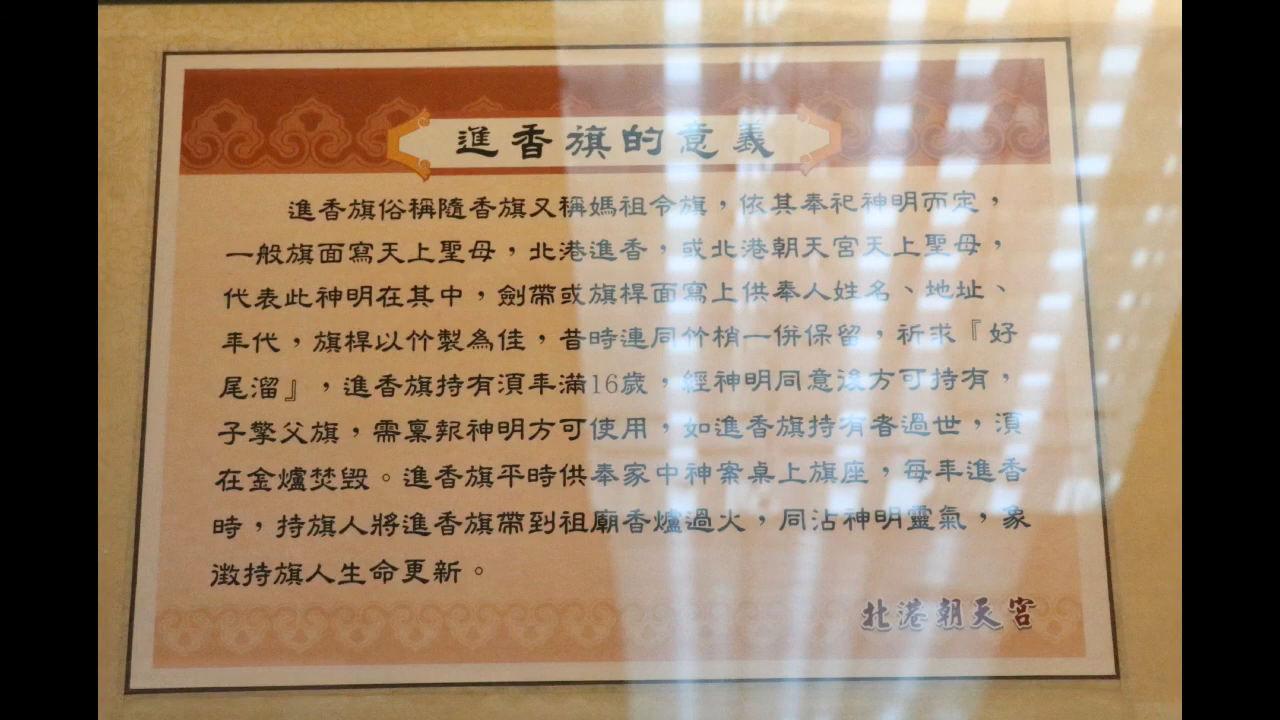 進香旗的意義
進香旗俗稱隨香旗又稱媽祖令旗，依其奉祀神明而定，
一般旗面寫天上聖母，北港進香，或北港朝天宮天上聖母，
代表此神明在其中，劍帶或旗桿面寫上供奉人姓名、地址、
年代，旗桿以竹製為佳，昔時連同竹梢一併保留，祈求『好
尾溜』，進香旗持有須年滿16歲，經神明同意後方可持有，
子擎父旗，需稟報神明方可使用，如進香旗持有者過世，須
在金爐焚毀。進香旗平時供奉家中神案桌上旗座，每年進香
時，持旗人將進香旗帶到祖廟香爐過火，同沾神明靈氣，象
徵持旗人生命更新。
北港朝天宮